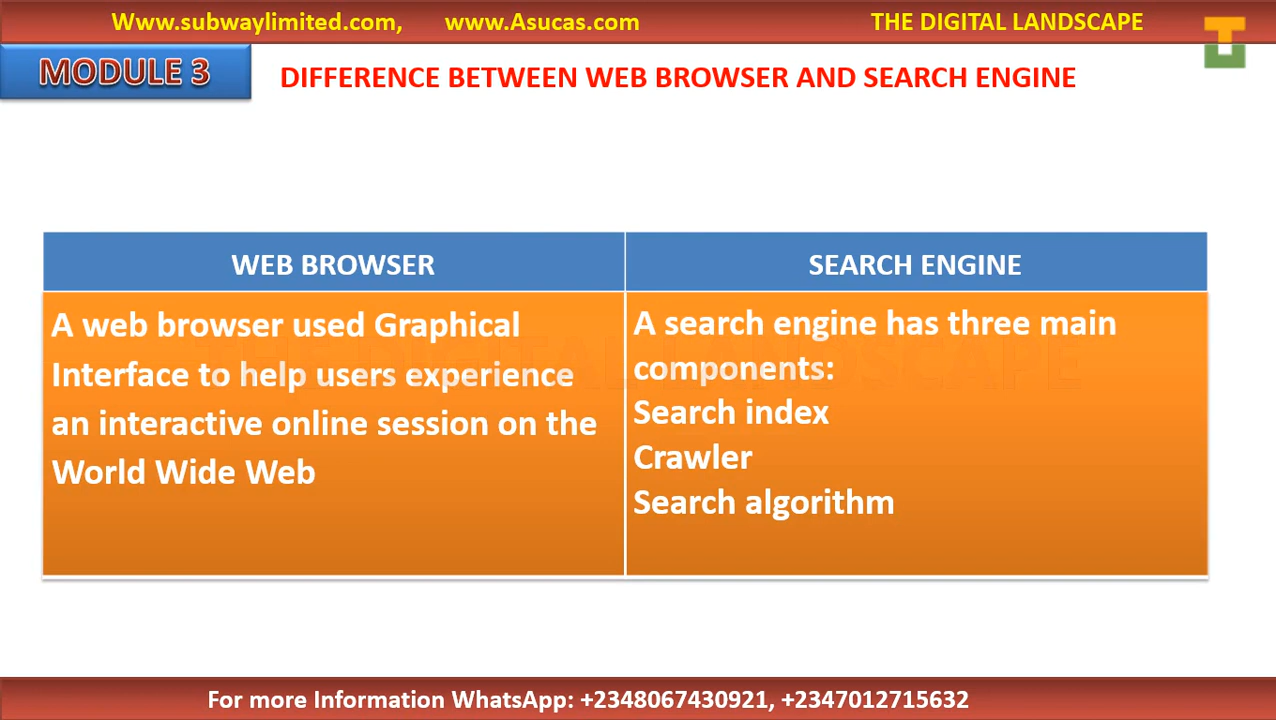 Www.subwaylimited.com, www.Asucas.com THE DIGITAL LANDSCAPE
MODULE 3
DIFFERENCE BETWEEN WEB BROWSER AND SEARCH ENGINE
WEB BROWSER
A web browser used Graphical
Interface to help users experience
an interactive online session on the
World Wide Web
SEARCH ENGINE
A search engine has three main
components:
Search index
Crawler
Search algorithm
THE DIGITAL LANDSCAPE
For more Information WhatsApp: +2348067430921, +2347012715632